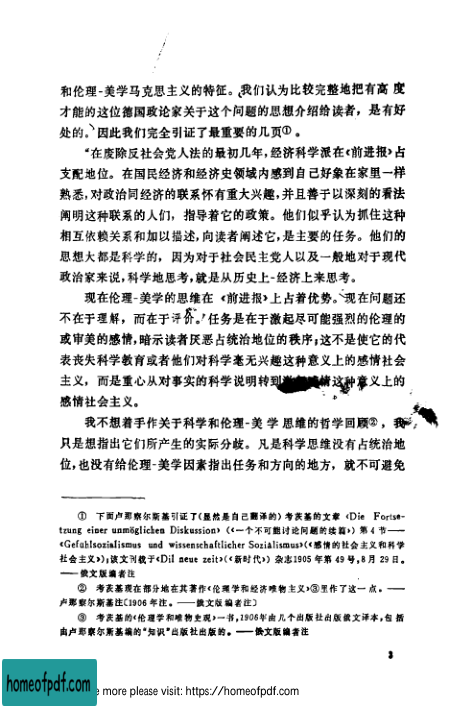 和伦理-美学马克思主义的特征。我们认为比较完整地把有高度
才能的这位德国政论家关于这个问题的思想介绍给读者，是有好
处的。因此我们完全引证了最重要的几页①。
“在废除反社会党人法的最初几年，经济科学派在《前进报》占
支配地位。在国民经济和经济史领域内感到自己好象在家里一样
熟悉，对政治同经济的联系怀有重大兴趣，并且善于以深刻的看法
阐明这种联系的人们，指导着它的政策。他们似乎认为抓住这种
相互依赖关系和加以描述，向读者阐述它，是主要的任务。他们的
思想大都是科学的，因为对于社会民主党人以及一般地对于现代
政治家来说，科学地思考，就是从历史上-经济上来思考。
现在伦理-美学的思维在《前进报》上占着优势。现在问题还
不在于理解，而在于评价。任务是在于激起尽可能强烈的伦理的
或审美的感情，暗示读者厌恶占统治地位的秩序；这不是使它的代
表丧失科学教育或者他们对科学毫无兴趣这种意义上的感情社会
主义，而是重心从对事实的科学说明转到感情这种意义上的
感情社会主义。
我不想着手作关于科学和伦理-美学思维的哲学回顾②，我
只是想指出它们所产生的实际分歧。凡是科学思维没有占统治地
位，也没有给伦理-美学因素指出任务和方向的地方，就不可避免
① 下面卢那察尔斯基引证了(显然是自己翻译的) 考茨基的文章《Die Fortse-
tzung einer unmöglichen Diskussion》(《一个不可能讨论问题的续篇》) 第4节——
《Gefühlsozialismus und wissenschaftlicher Sozialismus》(《感情的社会主义和科学
社会主义》)；该文刊载于《Dil neue zeit》(《新时代》) 杂志1905年第49号，8月29日。
——俄文版编者注
② 考茨基现在部分地在其著作《伦理学和经济唯物主义》③里作了这一点。——
卢那察尔斯基注〔1906年注。——俄文版编者注〕
③ 考茨基的《伦理学和唯物史观》一书，1906年由几个出版社出版俄文译本，包括
由卢那察尔斯基编的“知识”出版社出版的。——俄文版编者注
3
homeofpdf.com
e more please visit: https://homeofpdf.com